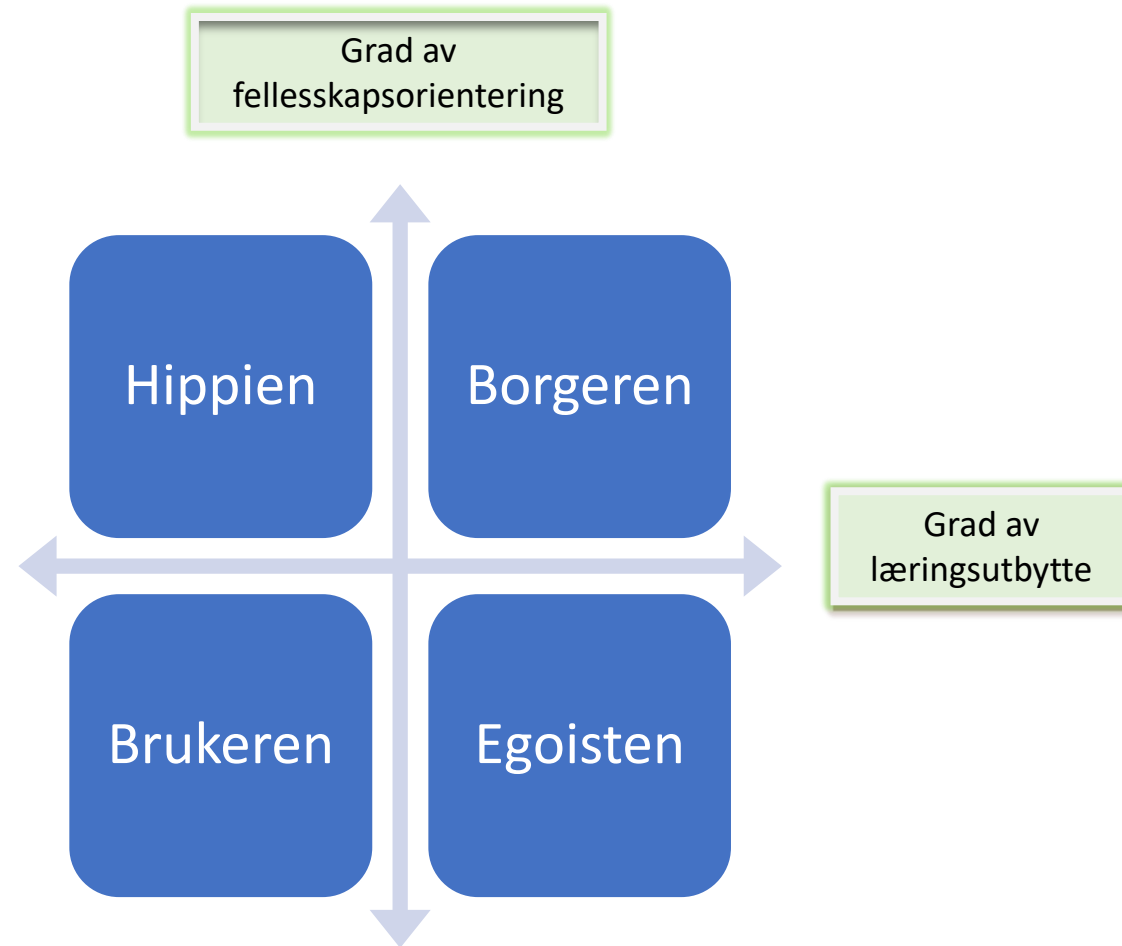 Grad av
fellesskapsorientering
Hippien
Borgeren
Grad av
læringsutbytte
Brukeren
Egoisten